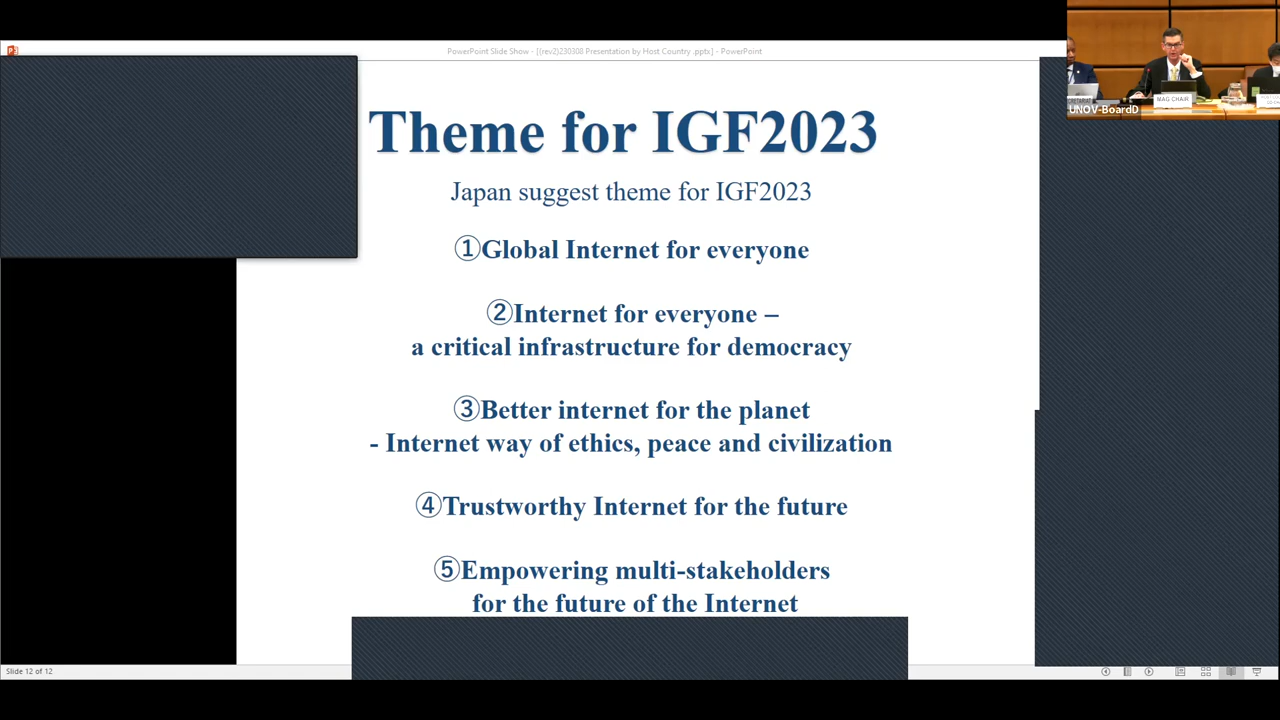 PowerPoint Slide Show - [(rev2)230308 Presentation by Host Country .pptx] - PowerPoint
MAG CHAIR
UNOV-BoardD
Theme for IGF2023
Japan suggest theme for IGF2023
①Global Internet for everyone
②Internet for everyone –
a critical infrastructure for democracy
③Better internet for the planet
- Internet way of ethics, peace and civilization
④Trustworthy Internet for the future
⑤Empowering multi-stakeholders
for the future of the Internet
Slide 12 of 12